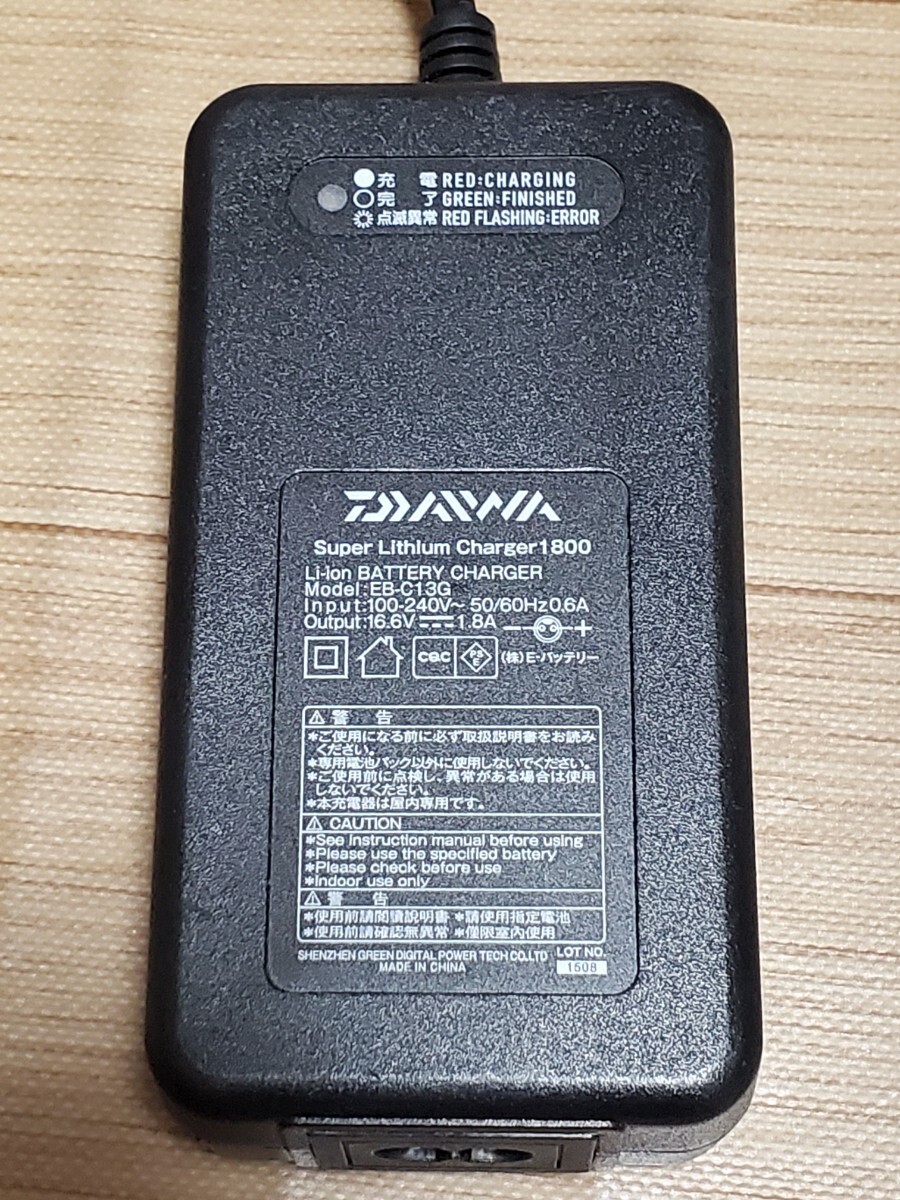 充 電 RED:CHARGING
完 了 GREEN:FINISHED
点滅異常 RED FLASHING:ERROR
DAIWA
Super Lithium Charger1800
Li-ion BATTERY CHARGER
Model:EB-C13G
Input:100-240V~ 50/60Hz 0.6A
Output:16.6V⎓1.8A
cqc PSE (株)E-バッテリー
⚠ 警 告
*ご使用になる前に必ず取扱説明書をお読み
ください。
*専用電池パック以外に使用しないでください。
*ご使用前に点検し、異常がある場合は使用
しないでください。
*本充電器は屋内専用です。
⚠ CAUTION
*See instruction manual before using
*Please use the specified battery
*Please check before use
*Indoor use only
⚠ 警 告
*使用前請閱讀說明書 *請使用指定電池
*使用前請確認無異常 *僅限室內使用
SHENZHEN GREEN DIGITAL POWER TECH CO.LTD
MADE IN CHINA
LOT NO.
1508